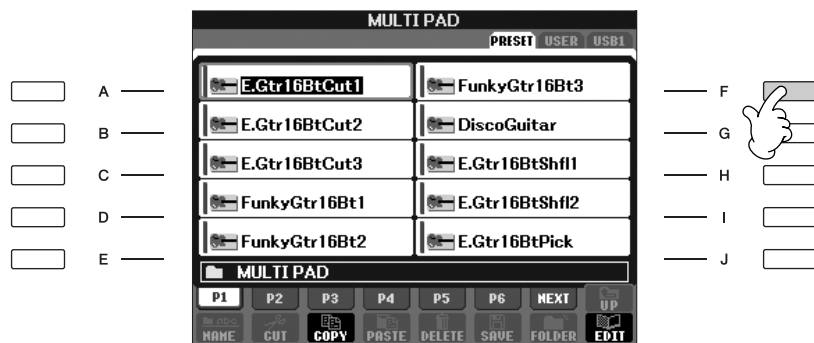 MULTI PAD
PRESET USER USB1
A E.Gtr16BtCut1 FunkyGtr16Bt3 F
B E.Gtr16BtCut2 DiscoGuitar G
C E.Gtr16BtCut3 E.Gtr16BtShfl1 H
D FunkyGtr16Bt1 E.Gtr16BtShfl2 I
E FunkyGtr16Bt2 E.Gtr16BtPick J
MULTI PAD
P1 P2 P3 P4 P5 P6 NEXT UP
NAME CUT COPY PASTE DELETE SAVE FOLDER EDIT